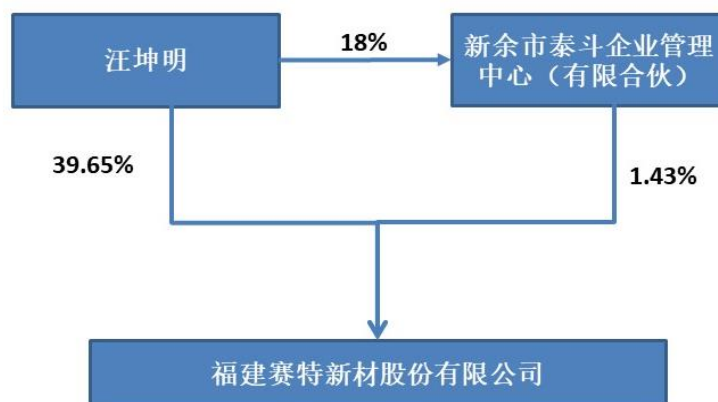 汪坤明
18%
新余市泰斗企业管理
中心（有限合伙）
39.65%
1.43%
福建赛特新材股份有限公司